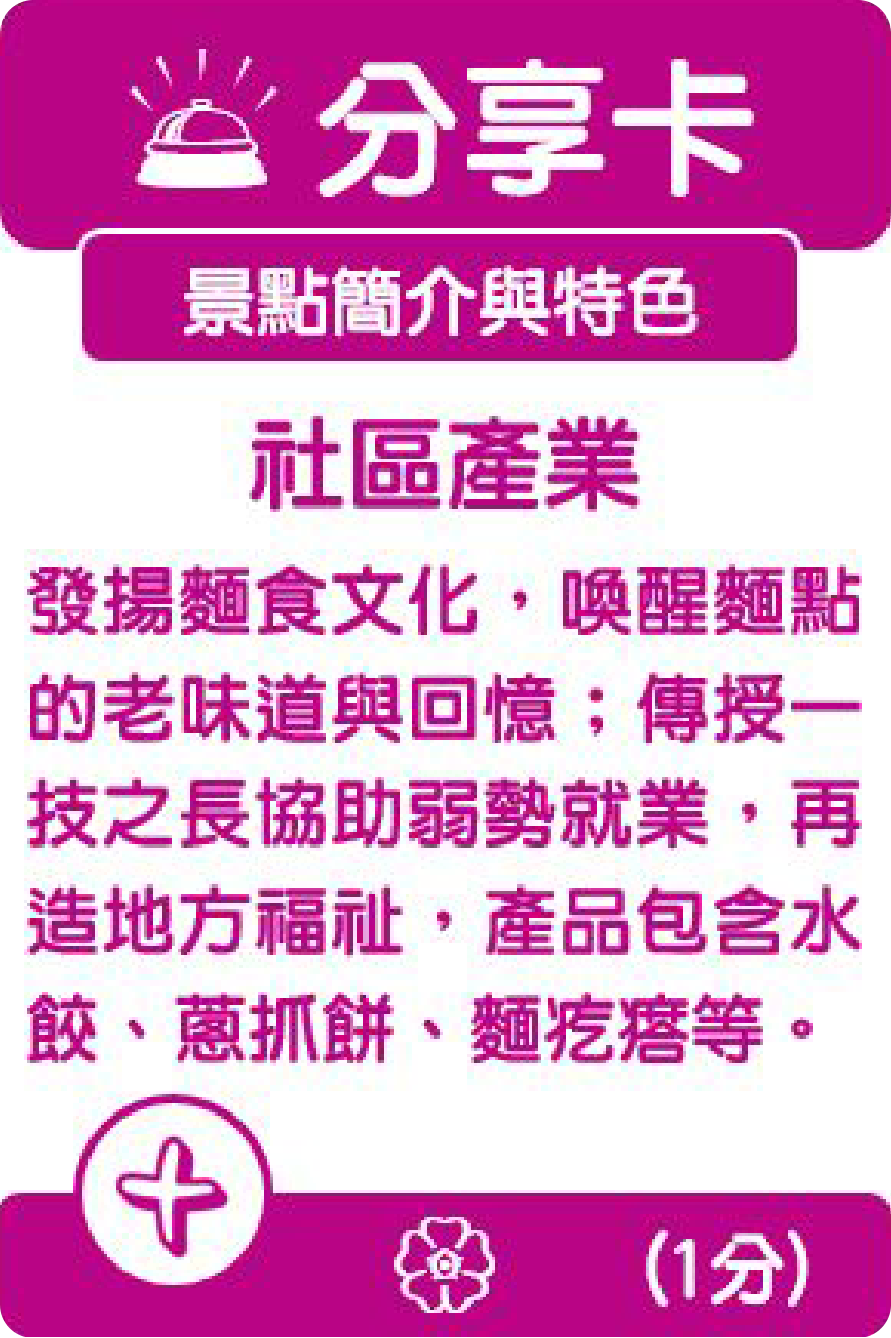 分享卡
景點簡介與特色
社區產業
發揚麵食文化，喚醒麵點
的老味道與回憶；傳授一
技之長協助弱勢就業，再
造地方福祉，產品包含水
餃、蔥抓餅、麵疙瘩等。
(1分)